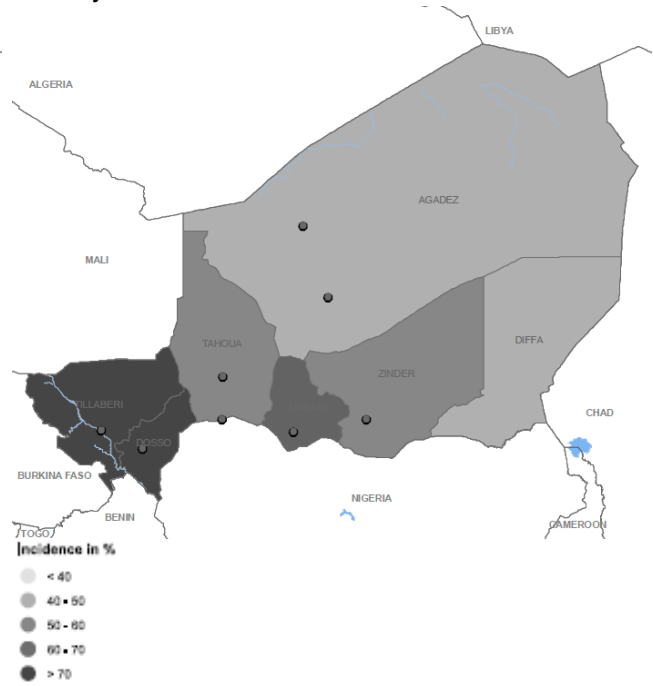 LIBYA
ALGERIA
AGADEZ
MALI
TAHOUA
DIFFA
ZINDER
TILLABERI
DOSSO
CHAD
BURKINA FASO
NIGERIA
BENIN
CAMEROON
TOGO
Incidence in %
< 40
40 - 50
50 - 60
60 - 70
> 70